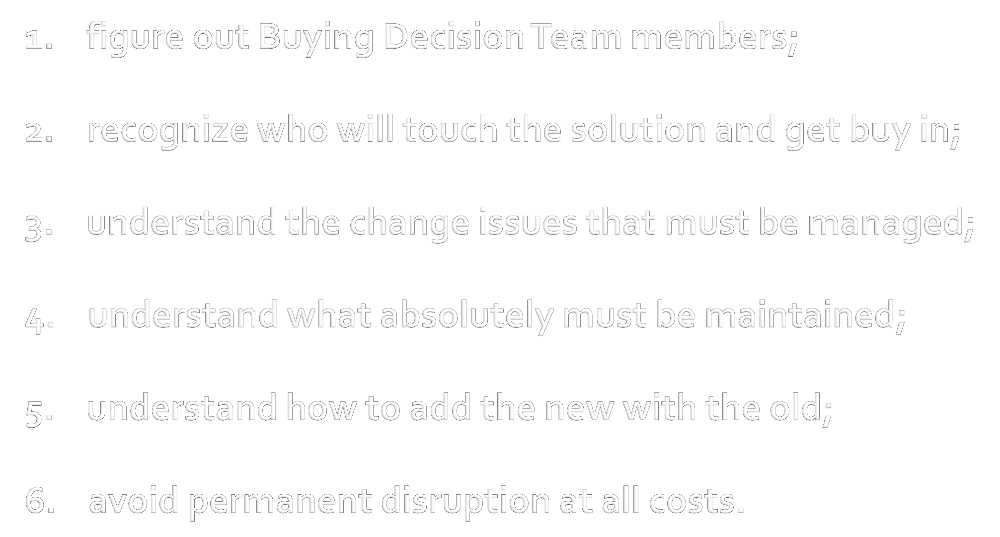 1. figure out Buying Decision Team members;
2. recognize who will touch the solution and get buy in;
3. understand the change issues that must be managed;
4. understand what absolutely must be maintained;
5. understand how to add the new with the old;
6. avoid permanent disruption at all costs.